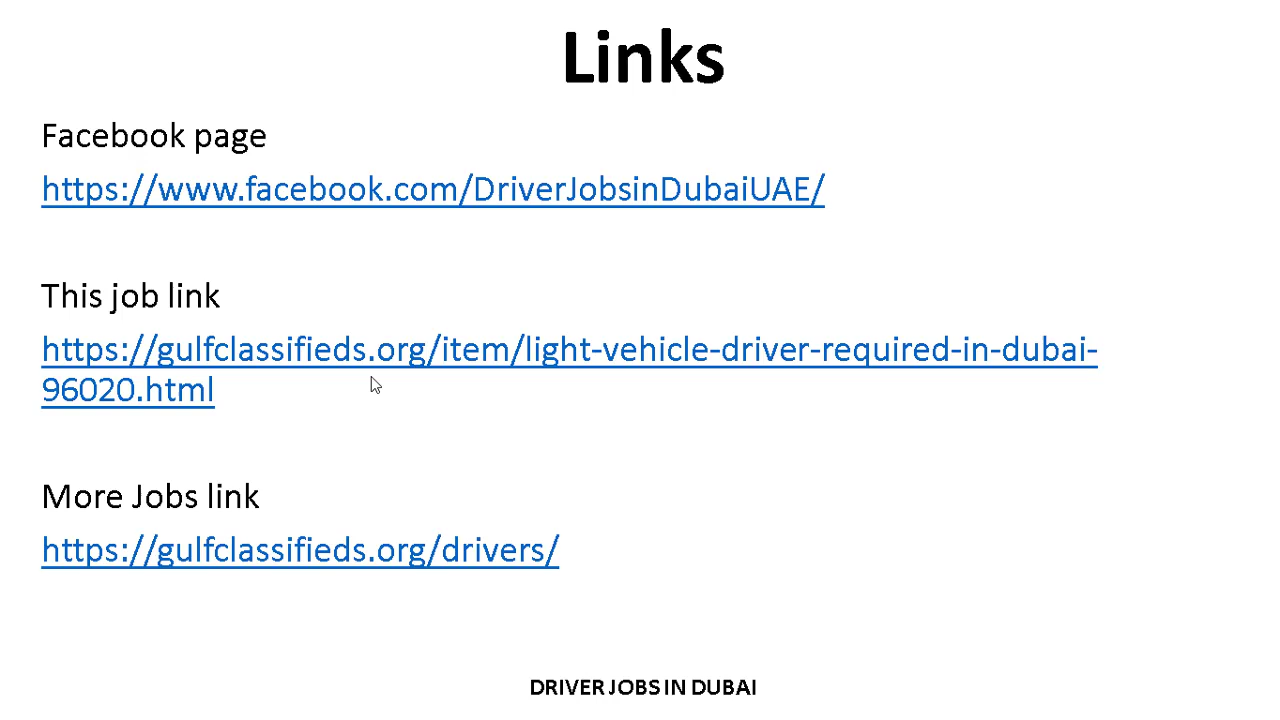 Links
Facebook page
https://www.facebook.com/DriverJobsinDubaiUAE/
This job link
https://gulfclassifieds.org/item/light-vehicle-driver-required-in-dubai-
96020.html
More Jobs link
https://gulfclassifieds.org/drivers/
DRIVER JOBS IN DUBAI